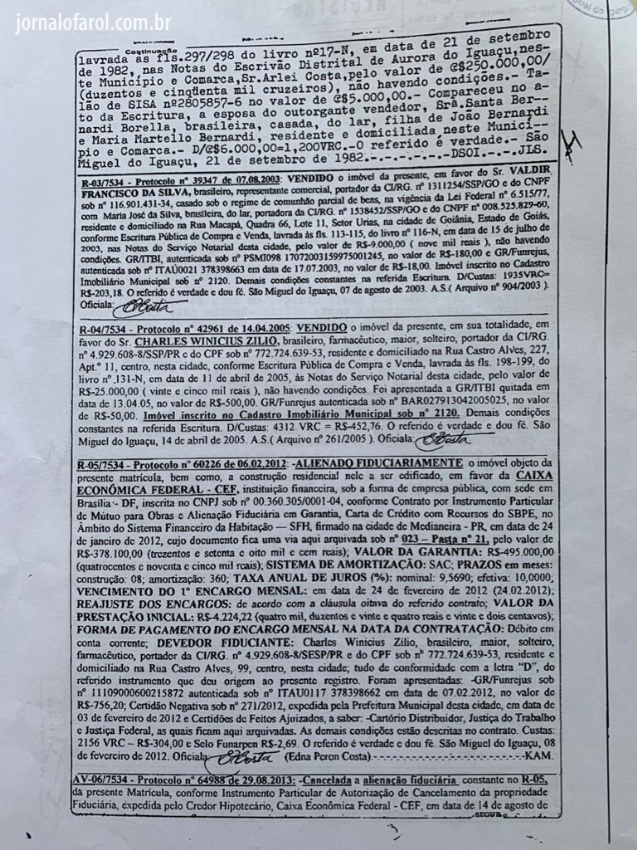 jornalofarol.com.br
Continuação
lavrada às fls.297/298 do livro nº17-N, em data de 21 de setembro
de 1982, nas Notas do Escrivão Distrital de Aurora do Iguaçu,nes-
te Município e Comarca,Sr.Arlei Costa,pelo valor de C$250.000,00/
(duzentos e cinqüenta mil cruzeiros), não havendo condições.- Ta-
lão de SISA nº2805857-6 no valor de C$5.000,00.- Compareceu no a-
to da Escritura, a esposa do outorgante vendedor, Srª.Santa Ber-
nardi Borella, brasileira, casada, do lar, filha de João Bernardi
e Maria Martello Bernardi, residente e domiciliada neste Municí-
pio e Comarca.- D/C$6.000,00=1,200VRC.-O referido é verdade.- São
Miguel do Iguaçu, 21 de setembro de 1982.-.-.-.-.-.-DSOI.-.-JLS.
R-03/7534 - Protocolo nº 39347 de 07.08.2003: VENDIDO o imóvel da presente, em favor do Sr. VALDIR
FRANCISCO DA SILVA, brasileiro, representante comercial, portador da CI/RG. nº 1311254/SSP/GO e do CNPF
nº 116.901.431-34, casado sob o regime de comunhão parcial de bens, na vigência da Lei Federal nº 6.515/77,
com Maria José da Silva, brasileira, do lar, portadora da CI/RG. nº 1538452/SSP/GO e do CNPF nº 008.525.829-60,
residente e domiciliado na Rua Macapá, Quadra 66, Lote 11, Setor Urias, na cidade de Goiânia, Estado de Goiás,
conforme Escritura Pública de Compra e Venda, lavrada às fls. 113-115, do livro nº 116-N, em data de 15 de julho
de 2003, nas Notas do Serviço Notarial desta cidade, pelo valor de R$-9.000,00 ( nove mil reais ), não havendo
condições. GR/ITBI, autenticada sob nº PSMI098 17072003159975001245, no valor de R$-180,00 e GR/Funrejus,
autenticada sob nº ITAÚ0021 378398663 em data de 17.07.2003, no valor de R$-18,00. Imóvel inscrito no Cadastro
Imobiliário Municipal sob nº 2120. Demais condições constantes na referida Escritura. D/Custas: 1935VRC=
R$-203,18. O referido é verdade e dou fé. São Miguel do Iguaçu, 07 de agosto de 2003. A.S.( Arquivo nº 904/2003 ).
Oficiala:
R-04/7534 - Protocolo nº 42961 de 14.04.2005: VENDIDO o imóvel da presente, em sua totalidade, em
favor do Sr. CHARLES WINICIUS ZILIO, brasileiro, farmacêutico, maior, solteiro, portador da CI/RG.
nº 4.929.608-8/SSP/PR e do CPF sob nº 772.724.639-53, residente e domiciliado na Rua Castro Alves, 227,
Apt.º 11, centro, nesta cidade, conforme Escritura Pública de Compra e Venda, lavrada às fls. 198-199, do
livro nº.131-N, em data de 11 de abril de 2005, às Notas do Serviço Notarial desta cidade, pelo valor de
R$-25.000,00 ( vinte e cinco mil reais ), não havendo condições. Foi apresentada a GR/ITBI quitada em
data de 13.04.05, no valor de R$-500,00. GR/Funrejus autenticada sob nº BAR027913042005025, no valor
de R$-50,00. Imóvel inscrito no Cadastro Imobiliário Municipal sob nº 2120. Demais condições
constantes na referida Escritura. D/Custas: 4312 VRC = R$-452,76. O referido é verdade e dou fé. São
Miguel do Iguaçu, 14 de abril de 2005. A.S.( Arquivo nº 261/2005 ). Oficiala:
R-05/7534 - Protocolo nº 60226 de 06.02.2012: -ALIENADO FIDUCIARIAMENTE o imóvel objeto da
presente matrícula, bem como, a construção residencial nele a ser edificado, em favor da CAIXA
ECONÔMICA FEDERAL - CEF, instituição financeira, sob a forma de empresa pública, com sede em
Brasília - DF, inscrita no CNPJ sob nº 00.360.305/0001-04, conforme Contrato por Instrumento Particular
de Mútuo para Obras e Alienação Fiduciária em Garantia, Carta de Crédito com Recursos do SBPE, no
Âmbito do Sistema Financeiro da Habitação – SFH, firmado na cidade de Medianeira - PR, em data de 24
de janeiro de 2012, cujo documento fica uma via aqui arquivada sob nº 023 – Pasta nº 21, pelo valor de
R$-378.100,00 (trezentos e setenta e oito mil e cem reais); VALOR DA GARANTIA: R$-495.000,00
(quatrocentos e noventa e cinco mil reais); SISTEMA DE AMORTIZAÇÃO: SAC; PRAZOS em meses:
construção: 08; amortização: 360; TAXA ANUAL DE JUROS (%): nominal: 9,5690; efetiva: 10,0000;
VENCIMENTO DO 1º ENCARGO MENSAL: em data de 24 de fevereiro de 2012 (24.02.2012);
REAJUSTE DOS ENCARGOS: de acordo com a cláusula oitava do referido contrato; VALOR DA
PRESTAÇÃO INICIAL: R$-4.224,22 (quatro mil, duzentos e vinte e quatro reais e vinte e dois centavos);
FORMA DE PAGAMENTO DO ENCARGO MENSAL NA DATA DA CONTRATAÇÃO: Débito em
conta corrente; DEVEDOR FIDUCIANTE: Charles Winicius Zilio, brasileiro, maior, solteiro,
farmacêutico, portador da CI/RG. nº 4.929.608-8/SESP/PR e do CPF sob nº 772.724.639-53, residente e
domiciliado na Rua Castro Alves, 99, centro, nesta cidade, tudo de conformidade com a letra "D", do
referido instrumento que deu origem ao presente registro. Foram apresentadas: -GR/Funrejus sob
nº 11109000600215872 autenticada sob nº ITAU0117 378398662 em data de 07.02.2012, no valor de
R$-756,20; Certidão Negativa sob nº 271/2012, expedida pela Prefeitura Municipal desta cidade, em data de
03 de fevereiro de 2012 e Certidões de Feitos Ajuizados, a saber: -Cartório Distribuidor, Justiça do Trabalho
e Justiça Federal, as quais ficam aqui arquivadas. As demais condições estão descritas no contrato. Custas:
2156 VRC – R$-304,00 e Selo Funarpen R$-2,69. O referido é verdade e dou fé. São Miguel do Iguaçu, 08
de fevereiro de 2012. Oficiala (Edna Peron Costa)-.-.-.-.-.-.-.-.-.-.-.-.-.-.-.-KAM.
AV-06/7534 - Protocolo nº 64988 de 29.08.2013: -Cancelada a alienação fiduciária constante no R-05,
da presente Matrícula, conforme Instrumento Particular de Autorização de Cancelamento da propriedade
Fiduciária, expedida pelo Credor Hipotecário, Caixa Econômica Federal - CEF, em data de 14 de agosto de
SEGUE